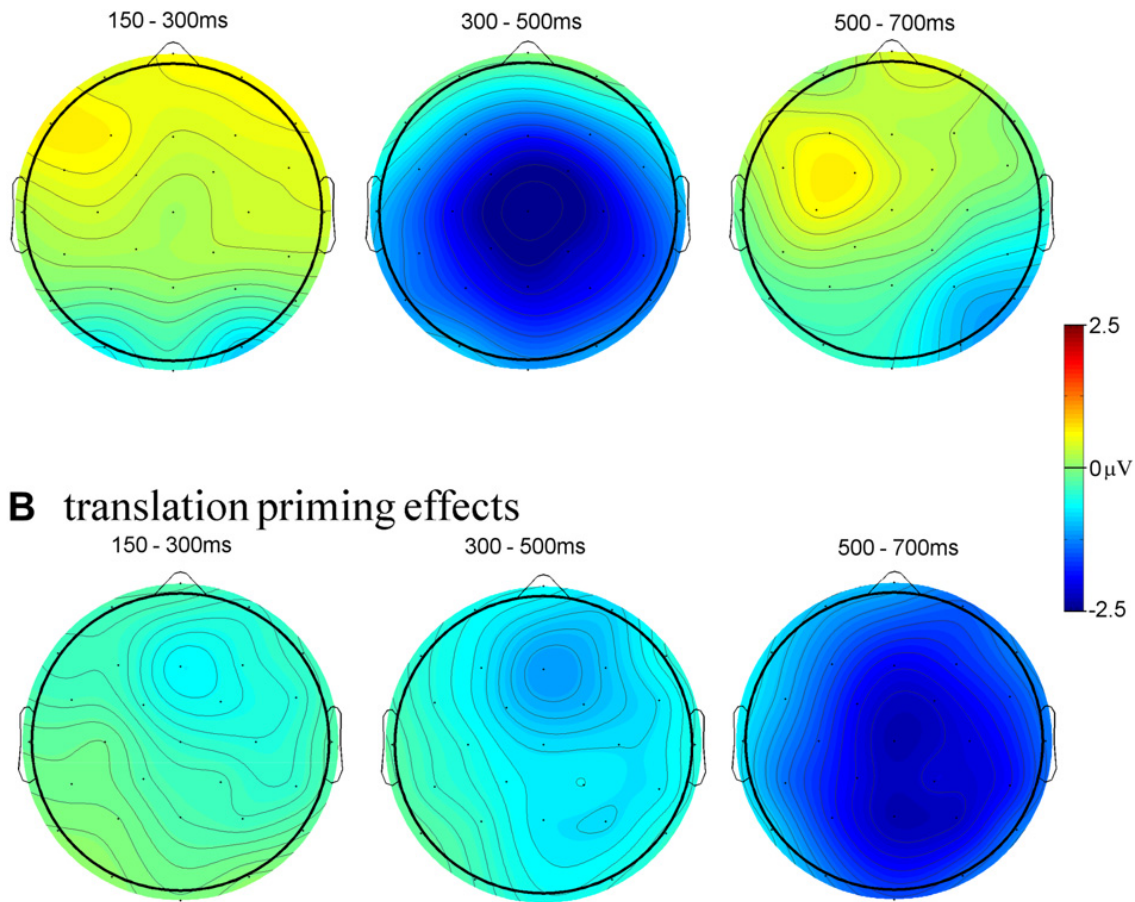 150 - 300ms 300 - 500ms 500 - 700ms
2.5
0 μV
-2.5
B translation priming effects
150 - 300ms 300 - 500ms 500 - 700ms